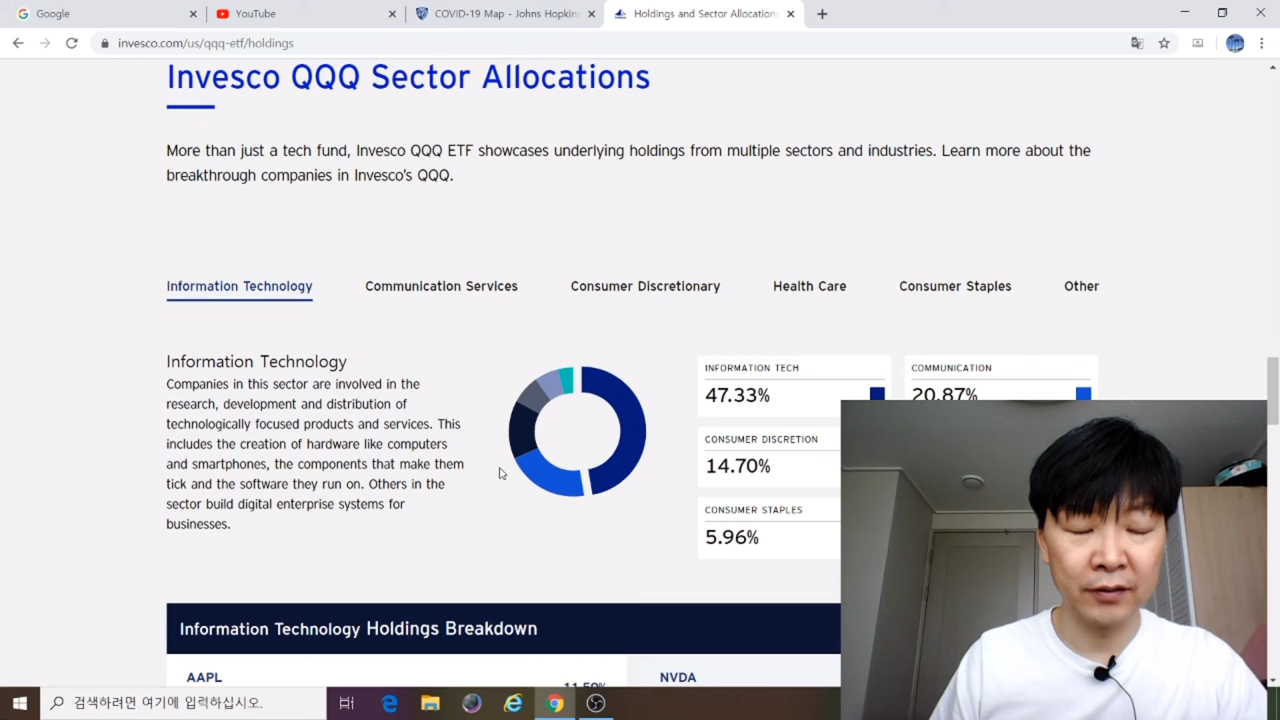 Google
YouTube
COVID-19 Map - Johns Hopkin
Holdings and Sector Allocations
invesco.com/us/qqq-etf/holdings
Invesco QQQ Sector Allocations
More than just a tech fund, Invesco QQQ ETF showcases underlying holdings from multiple sectors and industries. Learn more about the
breakthrough companies in Invesco's QQQ.
Information Technology
Communication Services
Consumer Discretionary
Health Care
Consumer Staples
Other
Information Technology
Companies in this sector are involved in the
research, development and distribution of
technologically focused products and services. This
includes the creation of hardware like computers
and smartphones, the components that make them
tick and the software they run on. Others in the
sector build digital enterprise systems for
businesses.
INFORMATION TECH
47.33%
COMMUNICATION
20.87%
CONSUMER DISCRETION
14.70%
CONSUMER STAPLES
5.96%
Information Technology Holdings Breakdown
AAPL
NVDA
검색하려면 여기에 입력하십시오.